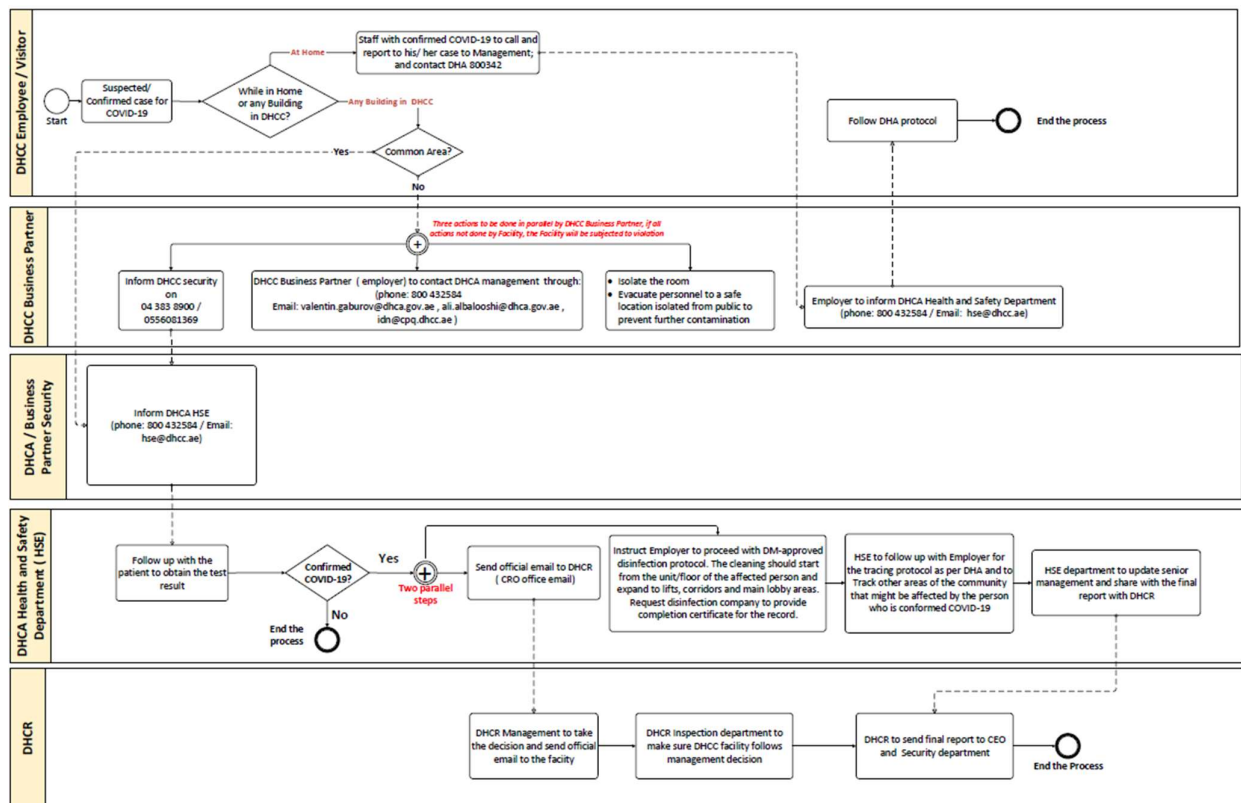 DHCC Employee / Visitor
Start
Suspected/
Confirmed case for
COVID-19
While in Home
or any Building
in DHCC?
At Home
Staff with confirmed COVID-19 to call and
report to his/ her case to Management;
and contact DHA 800342
Any Building in DHCC
Common Area?
Yes
No
Follow DHA protocol
End the process
DHCC Business Partner
Three actions to be done in parallel by DHCC Business Partner, if all
actions not done by Facility, the Facility will be subjected to violation
Inform DHCC security
on
04 383 8900 /
0556081369
DHCC Business Partner ( employer) to contact DHCA management through:
(phone: 800 432584
Email: valentin.gaburov@dhca.gov.ae , ali.albalooshi@dhca.gov.ae ,
idn@cpq.dhcc.ae )
• Isolate the room
• Evacuate personnel to a safe
location isolated from public to
prevent further contamination
Employer to inform DHCA Health and Safety Department
(phone: 800 432584 / Email: hse@dhcc.ae)
DHCA / Business
Partner Security
Inform DHCA HSE
(phone: 800 432584 / Email:
hse@dhcc.ae)
DHCA Health and Safety
Department ( HSE)
Follow up with the
patient to obtain the test
result
Confirmed
COVID-19?
Yes
No
End the
process
Two parallel
steps
Send official email to DHCR
( CRO office email)
Instruct Employer to proceed with DM-approved
disinfection protocol. The cleaning should start
from the unit/floor of the affected person and
expand to lifts, corridors and main lobby areas.
Request disinfection company to provide
completion certificate for the record.
HSE to follow up with Employer for
the tracing protocol as per DHA and to
Track other areas of the community
that might be affected by the person
who is conformed COVID-19
HSE department to update senior
management and share with the final
report with DHCR
DHCR
DHCR Management to take
the decision and send official
email to the faciity
DHCR Inspection department to
make sure DHCC facility follows
management decision
DHCR to send final report to CEO
and Security department
End the Process